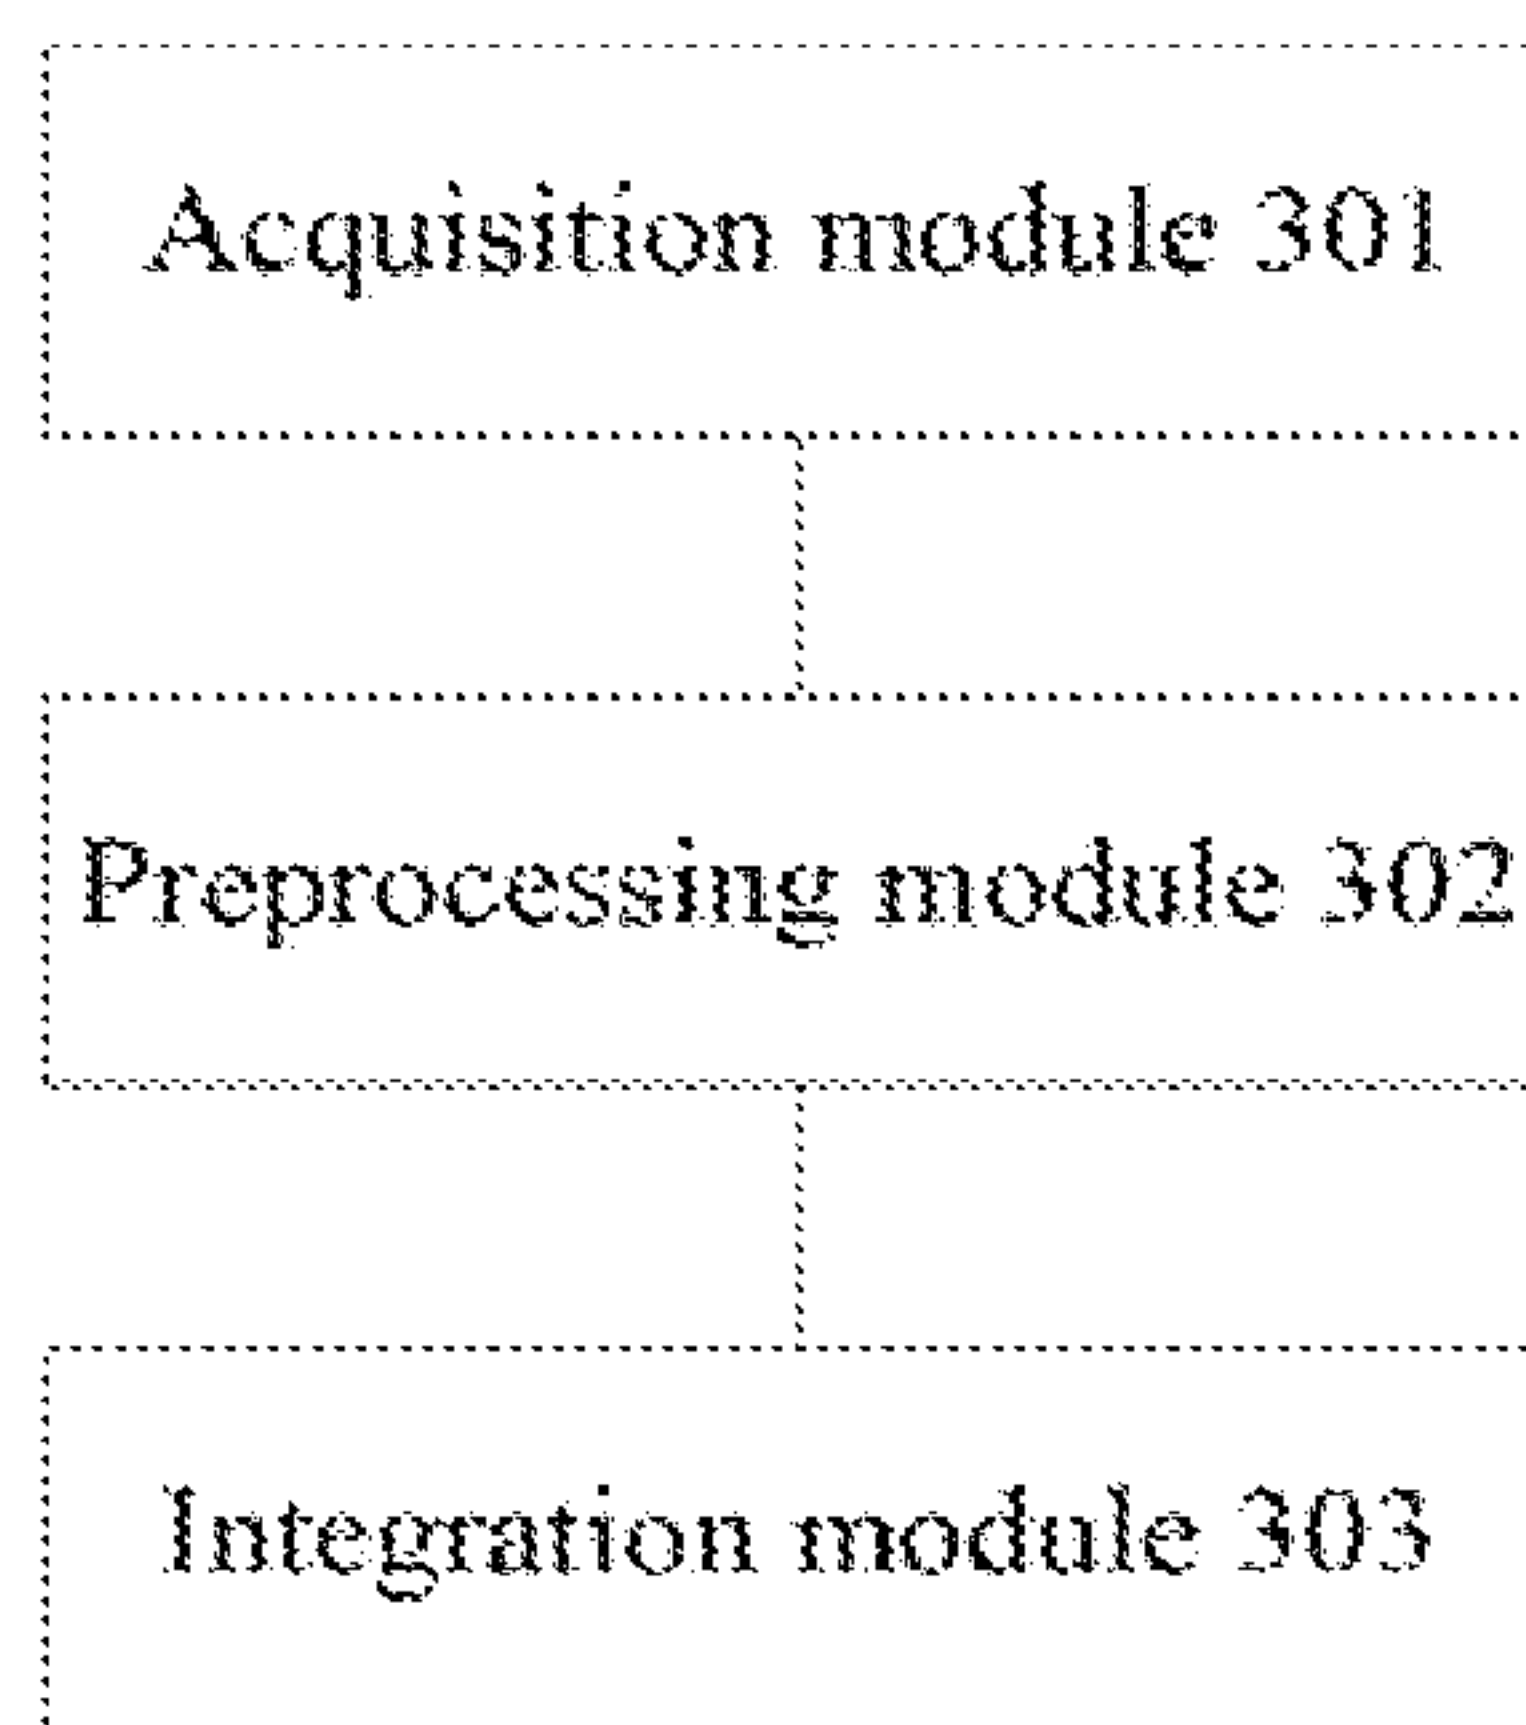 Acquisition module 301
Preprocessing module 302
Integration module 303